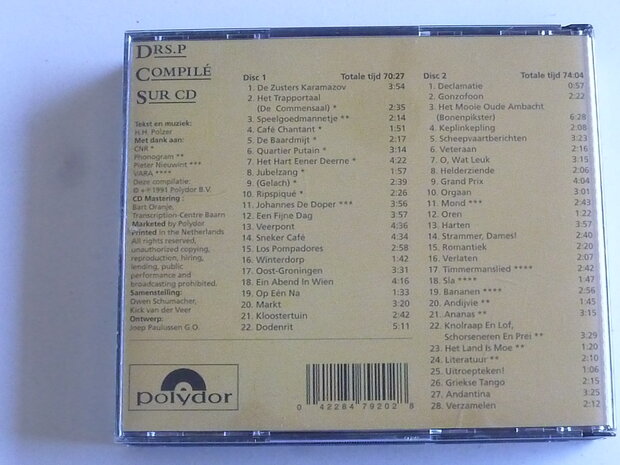 DRS.P
COMPILÉ
SUR CD
Tekst en muziek:
H.H. Polzer
Met dank aan:
CNR *
Phonogram **
Pieter Nieuwint ***
VARA ****
Deze compilatie:
© + ℗ 1991 Polydor B.V.
CD Mastering :
Bart Oranje,
Transcription-Centre Baarn
Marketed by Polydor
Printed in the Netherlands
All rights reserved,
unauthorized copying,
reproduction, hiring,
lending, public
performance and
broadcasting prohibited.
Samenstelling:
Owen Schumacher,
Kick van der Veer
Ontwerp:
Joep Paulussen G.O.
polydor
Disc 1 Totale tijd 70:27
1. De Zusters Karamazov 3:54
2. Het Trapportaal
(De Commensaal) * 2:35
3. Speelgoedmannetje ** 2:14
4. Café Chantant * 1:51
5. De Baardmijt * 2:17
6. Quartier Putain * 3:14
7. Het Hart Eener Deerne * 4:22
8. Jubelzang * 1:57
9. (Gelach) * 2:39
10. Ripspiqué * 2:26
11. Johannes De Doper *** 3:56
12. Een Fijne Dag 3:57
13. Veerpont 4:36
14. Sneker Café 4:34
15. Los Pompadores 2:58
16. Winterdorp 1:42
17. Oost-Groningen 3:31
18. Ein Abend In Wien 4:16
19. Op Eén Na 1:33
20. Markt 3:20
21. Kloostertuin 2:42
22. Dodenrit 5:11
0 42284 79202 8
Disc 2 Totale tijd 74:04
1. Declamatie 0:57
2. Gonzofoon 2:22
3. Het Mooie Oude Ambacht
(Bonenpikster) 6:28
4. Keplinkepling 2:08
5. Scheepvaartberichten 3:23
6. Veteraan 2:16
7. O, Wat Leuk 3:15
8. Helderziende 2:06
9. Grand Prix 4:04
10. Orgaan 3:01
11. Mond *** 2:43
12. Oren 1:22
13. Harten 3:57
14. Strammer, Dames! 2:40
15. Romantiek 2:20
16. Verlaten 2:07
17. Timmermanslied **** 2:42
18. Sla **** 1:47
19. Bananen **** 2:56
20. Andijvie ** 1:45
21. Ananas ** 3:15
22. Knolraap En Lof,
Schorseneren En Prei ** 3:29
23. Het Land Is Moe ** 1:20
24. Literatuur ** 2:10
25. Uitroepteken! 1:06
26. Griekse Tango 2:15
27. Andantina 3:25
28. Verzamelen 2:12